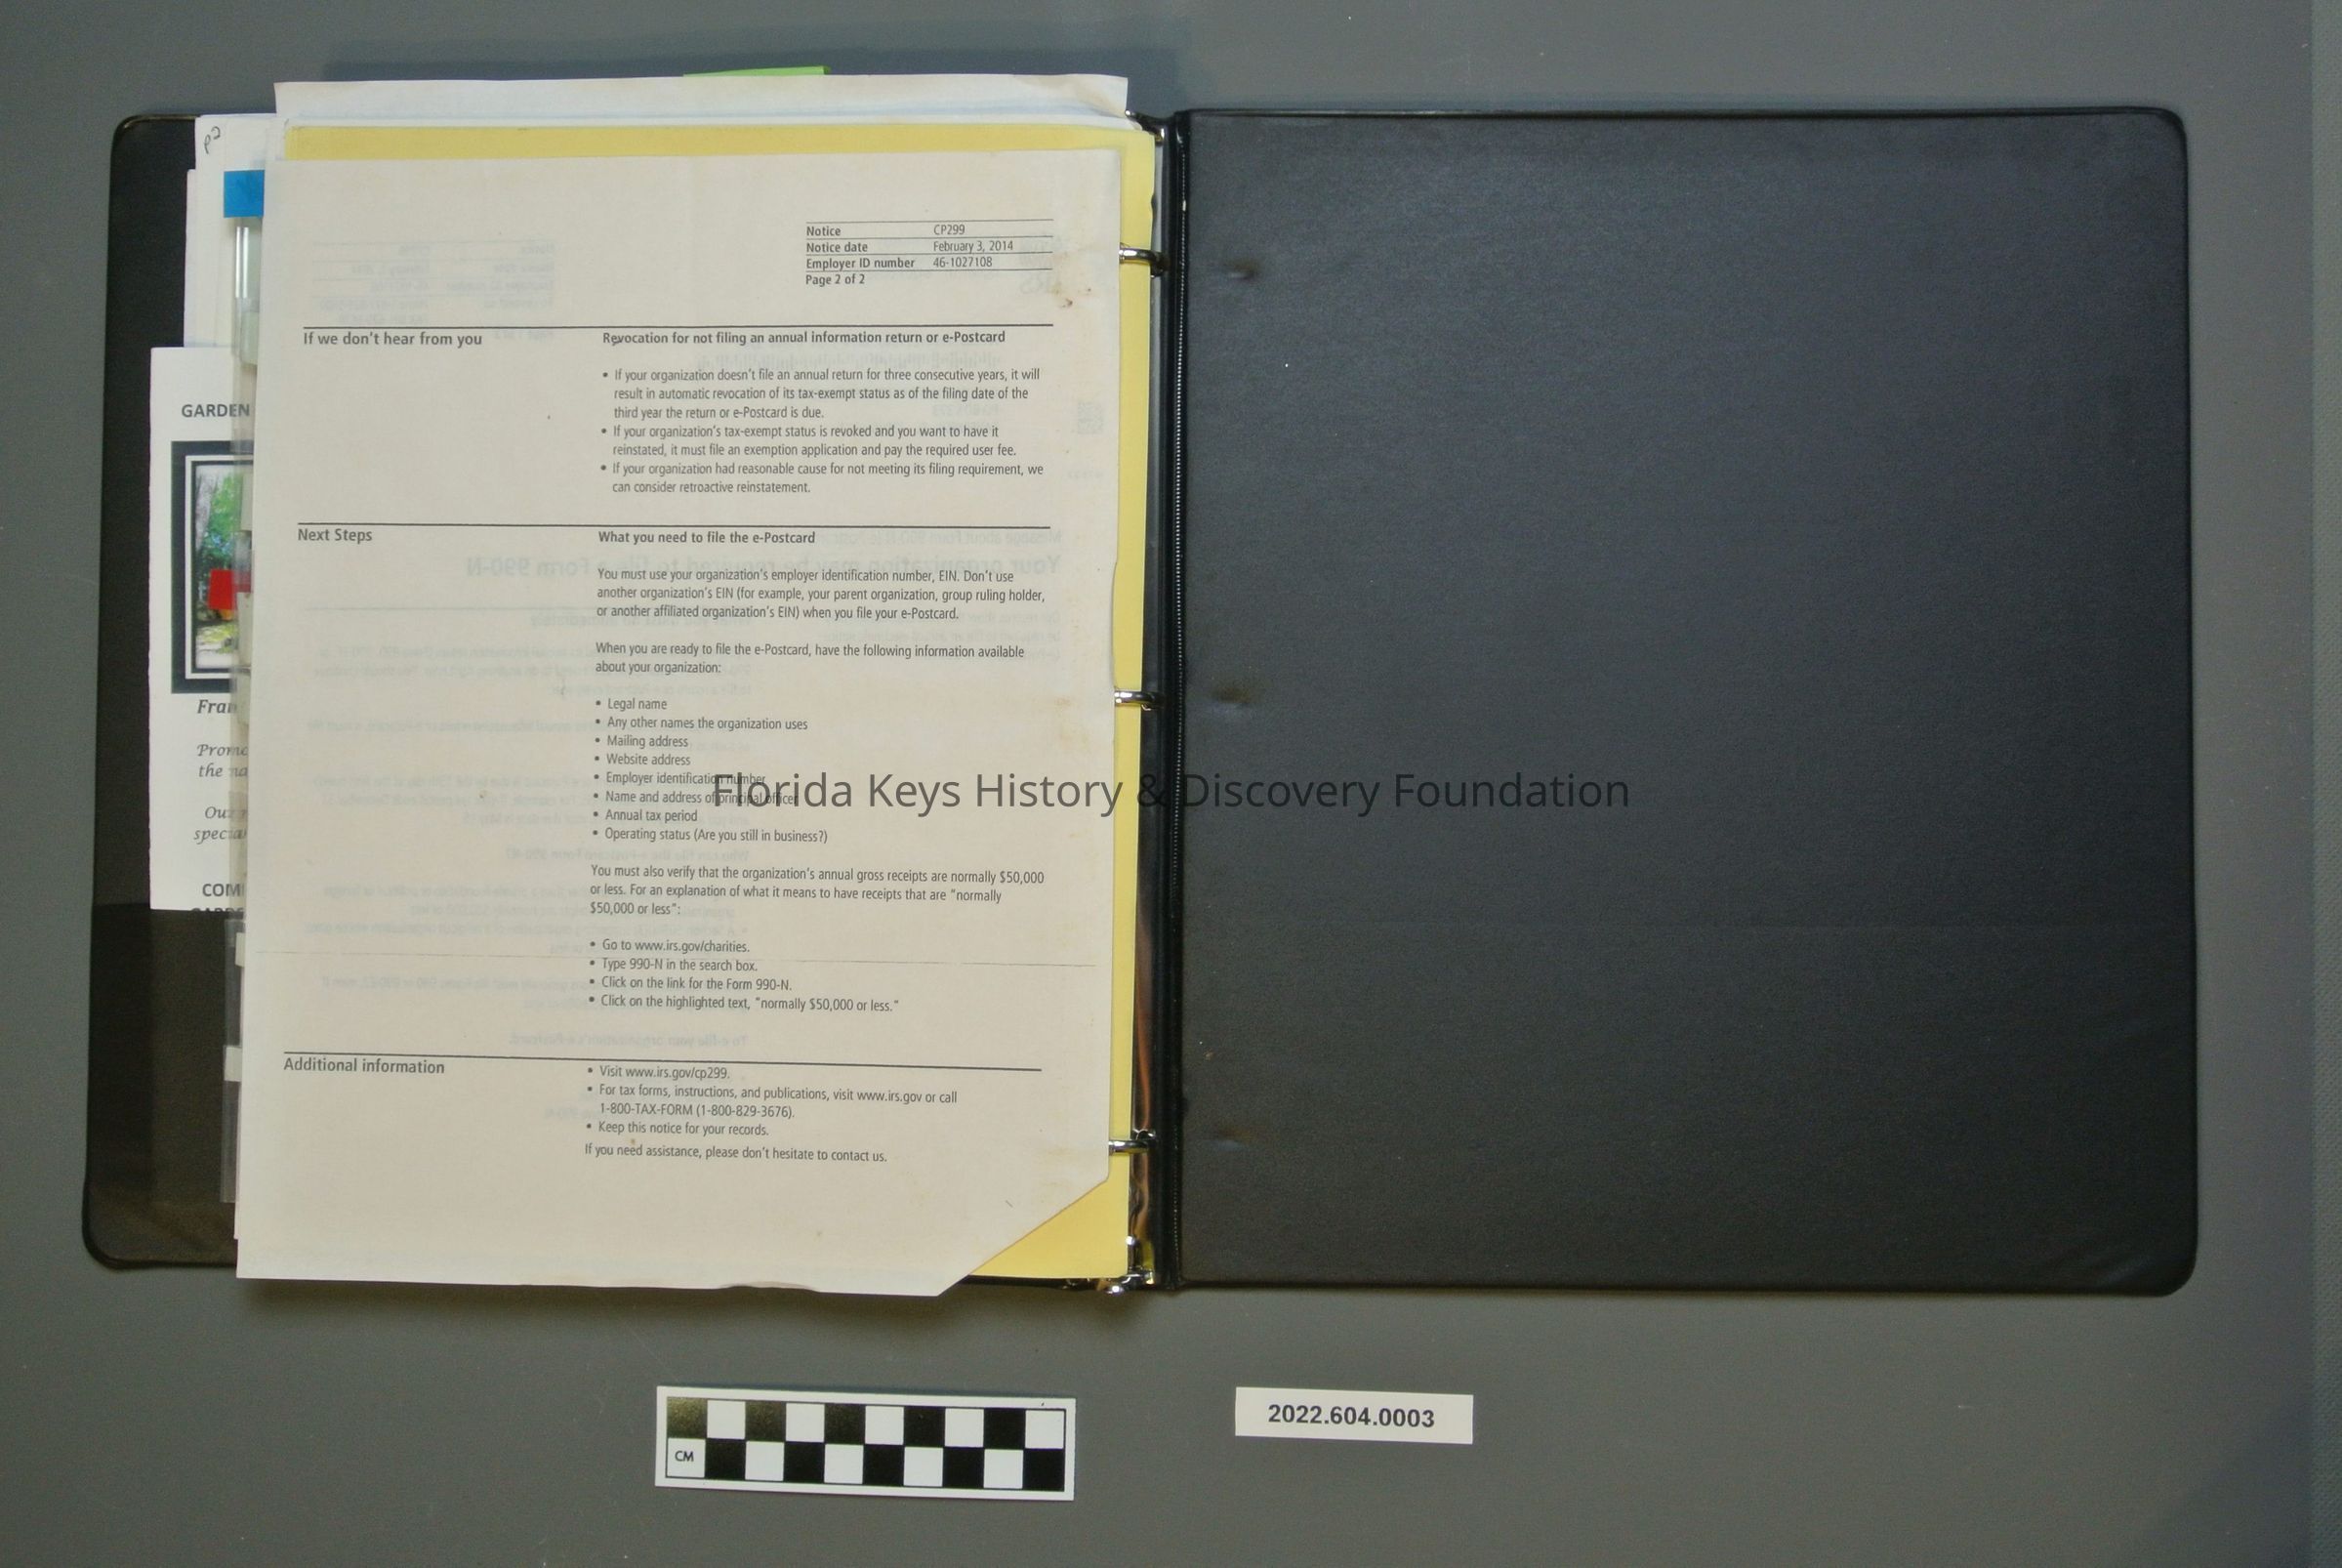 p2
GARDEN
Fran
Promo
the na
Our
specia
COM
Notice CP299
Notice date February 3, 2014
Employer ID number 46-1027108
Page 2 of 2
If we don't hear from you
Revocation for not filing an annual information return or e-Postcard
• If your organization doesn't file an annual return for three consecutive years, it will
result in automatic revocation of its tax-exempt status as of the filing date of the
third year the return or e-Postcard is due.
• If your organization's tax-exempt status is revoked and you want to have it
reinstated, it must file an exemption application and pay the required user fee.
• If your organization had reasonable cause for not meeting its filing requirement, we
can consider retroactive reinstatement.
Next Steps
What you need to file the e-Postcard
You must use your organization's employer identification number, EIN. Don't use
another organization's EIN (for example, your parent organization, group ruling holder,
or another affiliated organization's EIN) when you file your e-Postcard.
When you are ready to file the e-Postcard, have the following information available
about your organization:
• Legal name
• Any other names the organization uses
• Mailing address
• Website address
• Employer identification number
• Name and address of principal officer
• Annual tax period
• Operating status (Are you still in business?)
You must also verify that the organization's annual gross receipts are normally $50,000
or less. For an explanation of what it means to have receipts that are "normally
$50,000 or less":
• Go to www.irs.gov/charities.
• Type 990-N in the search box.
• Click on the link for the Form 990-N.
• Click on the highlighted text, "normally $50,000 or less."
Additional information
• Visit www.irs.gov/cp299.
• For tax forms, instructions, and publications, visit www.irs.gov or call
1-800-TAX-FORM (1-800-829-3676).
• Keep this notice for your records.
If you need assistance, please don't hesitate to contact us.
Florida Keys History & Discovery Foundation
CM
2022.604.0003